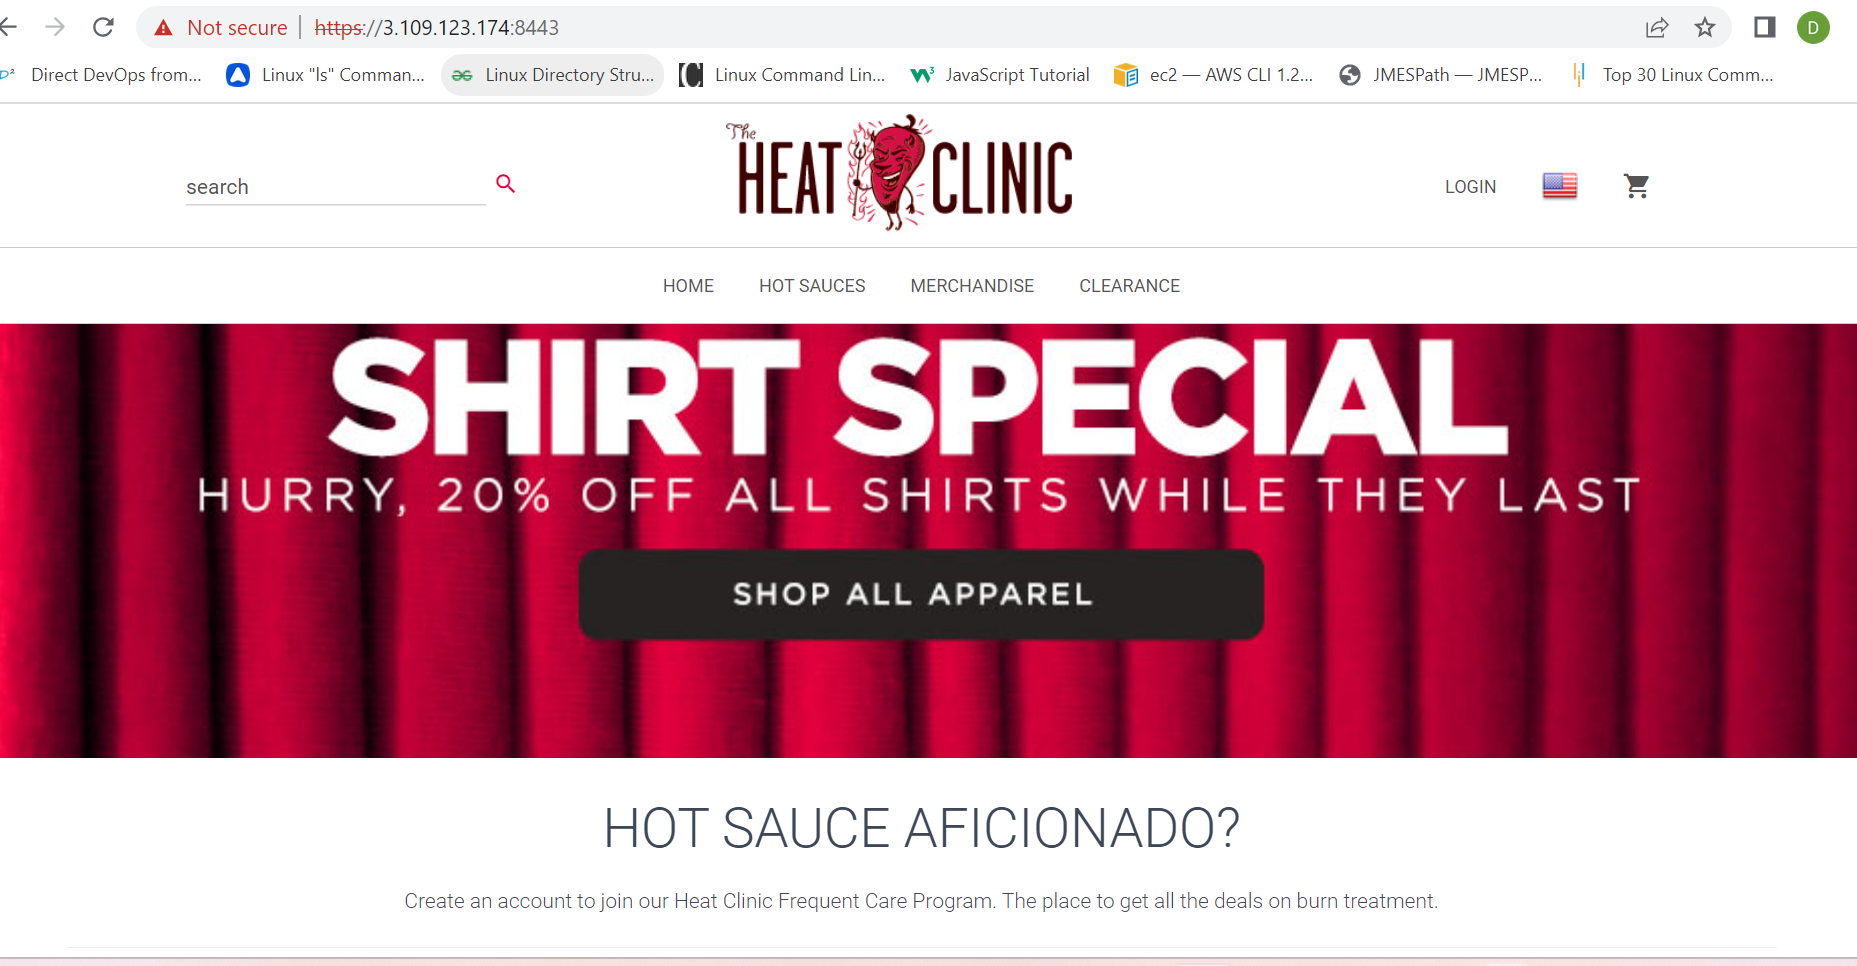 Not secure | https://3.109.123.174:8443
D
Direct DevOps from... Linux "ls" Comman... Linux Directory Stru... Linux Command Lin... JavaScript Tutorial ec2 — AWS CLI 1.2... JMESPath — JMESP... Top 30 Linux Comm...
search
The
HEAT CLINIC
LOGIN
HOME HOT SAUCES MERCHANDISE CLEARANCE
SHIRT SPECIAL
HURRY, 20% OFF ALL SHIRTS WHILE THEY LAST
SHOP ALL APPAREL
HOT SAUCE AFICIONADO?
Create an account to join our Heat Clinic Frequent Care Program. The place to get all the deals on burn treatment.